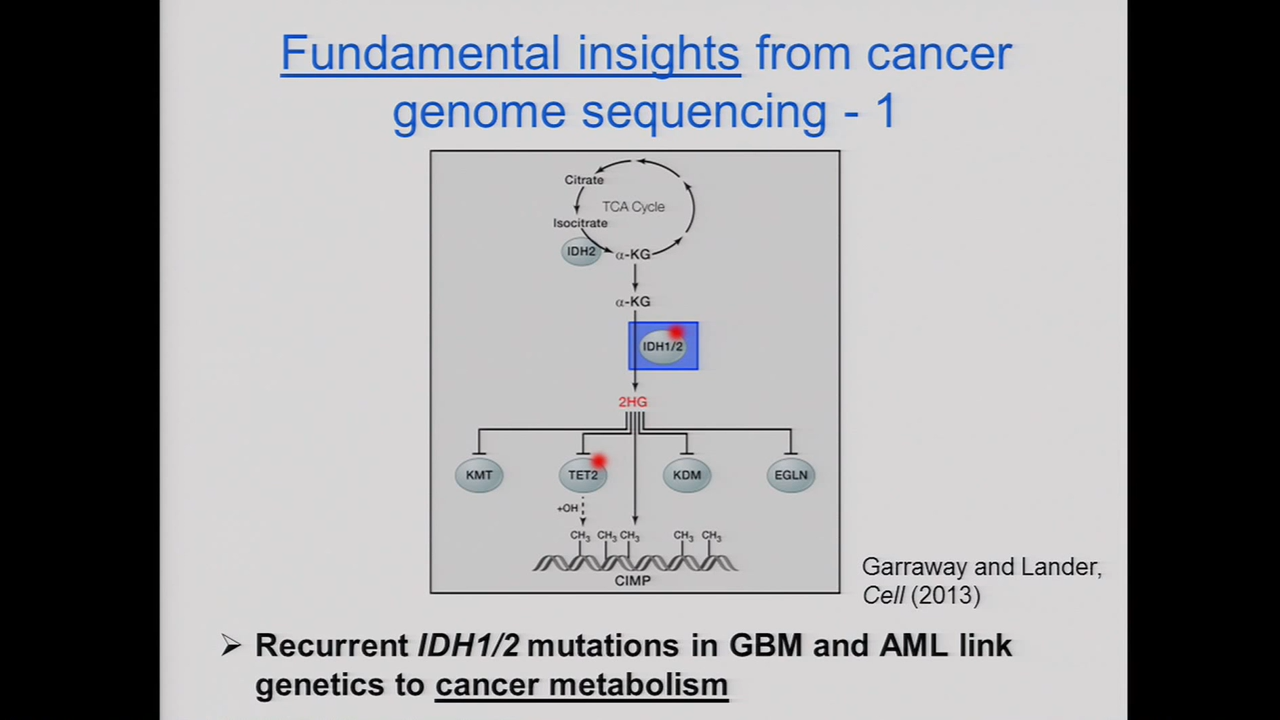 Fundamental insights from cancer
genome sequencing - 1
Citrate
TCA Cycle
Isocitrate
IDH2
α-KG
α-KG
IDH1/2
2HG
KMT
TET2
KDM
EGLN
+OH
CH₃ CH₃ CH₃ CH₃ CH₃
CIMP
Garraway and Lander,
Cell (2013)
➢ Recurrent IDH1/2 mutations in GBM and AML link
genetics to cancer metabolism